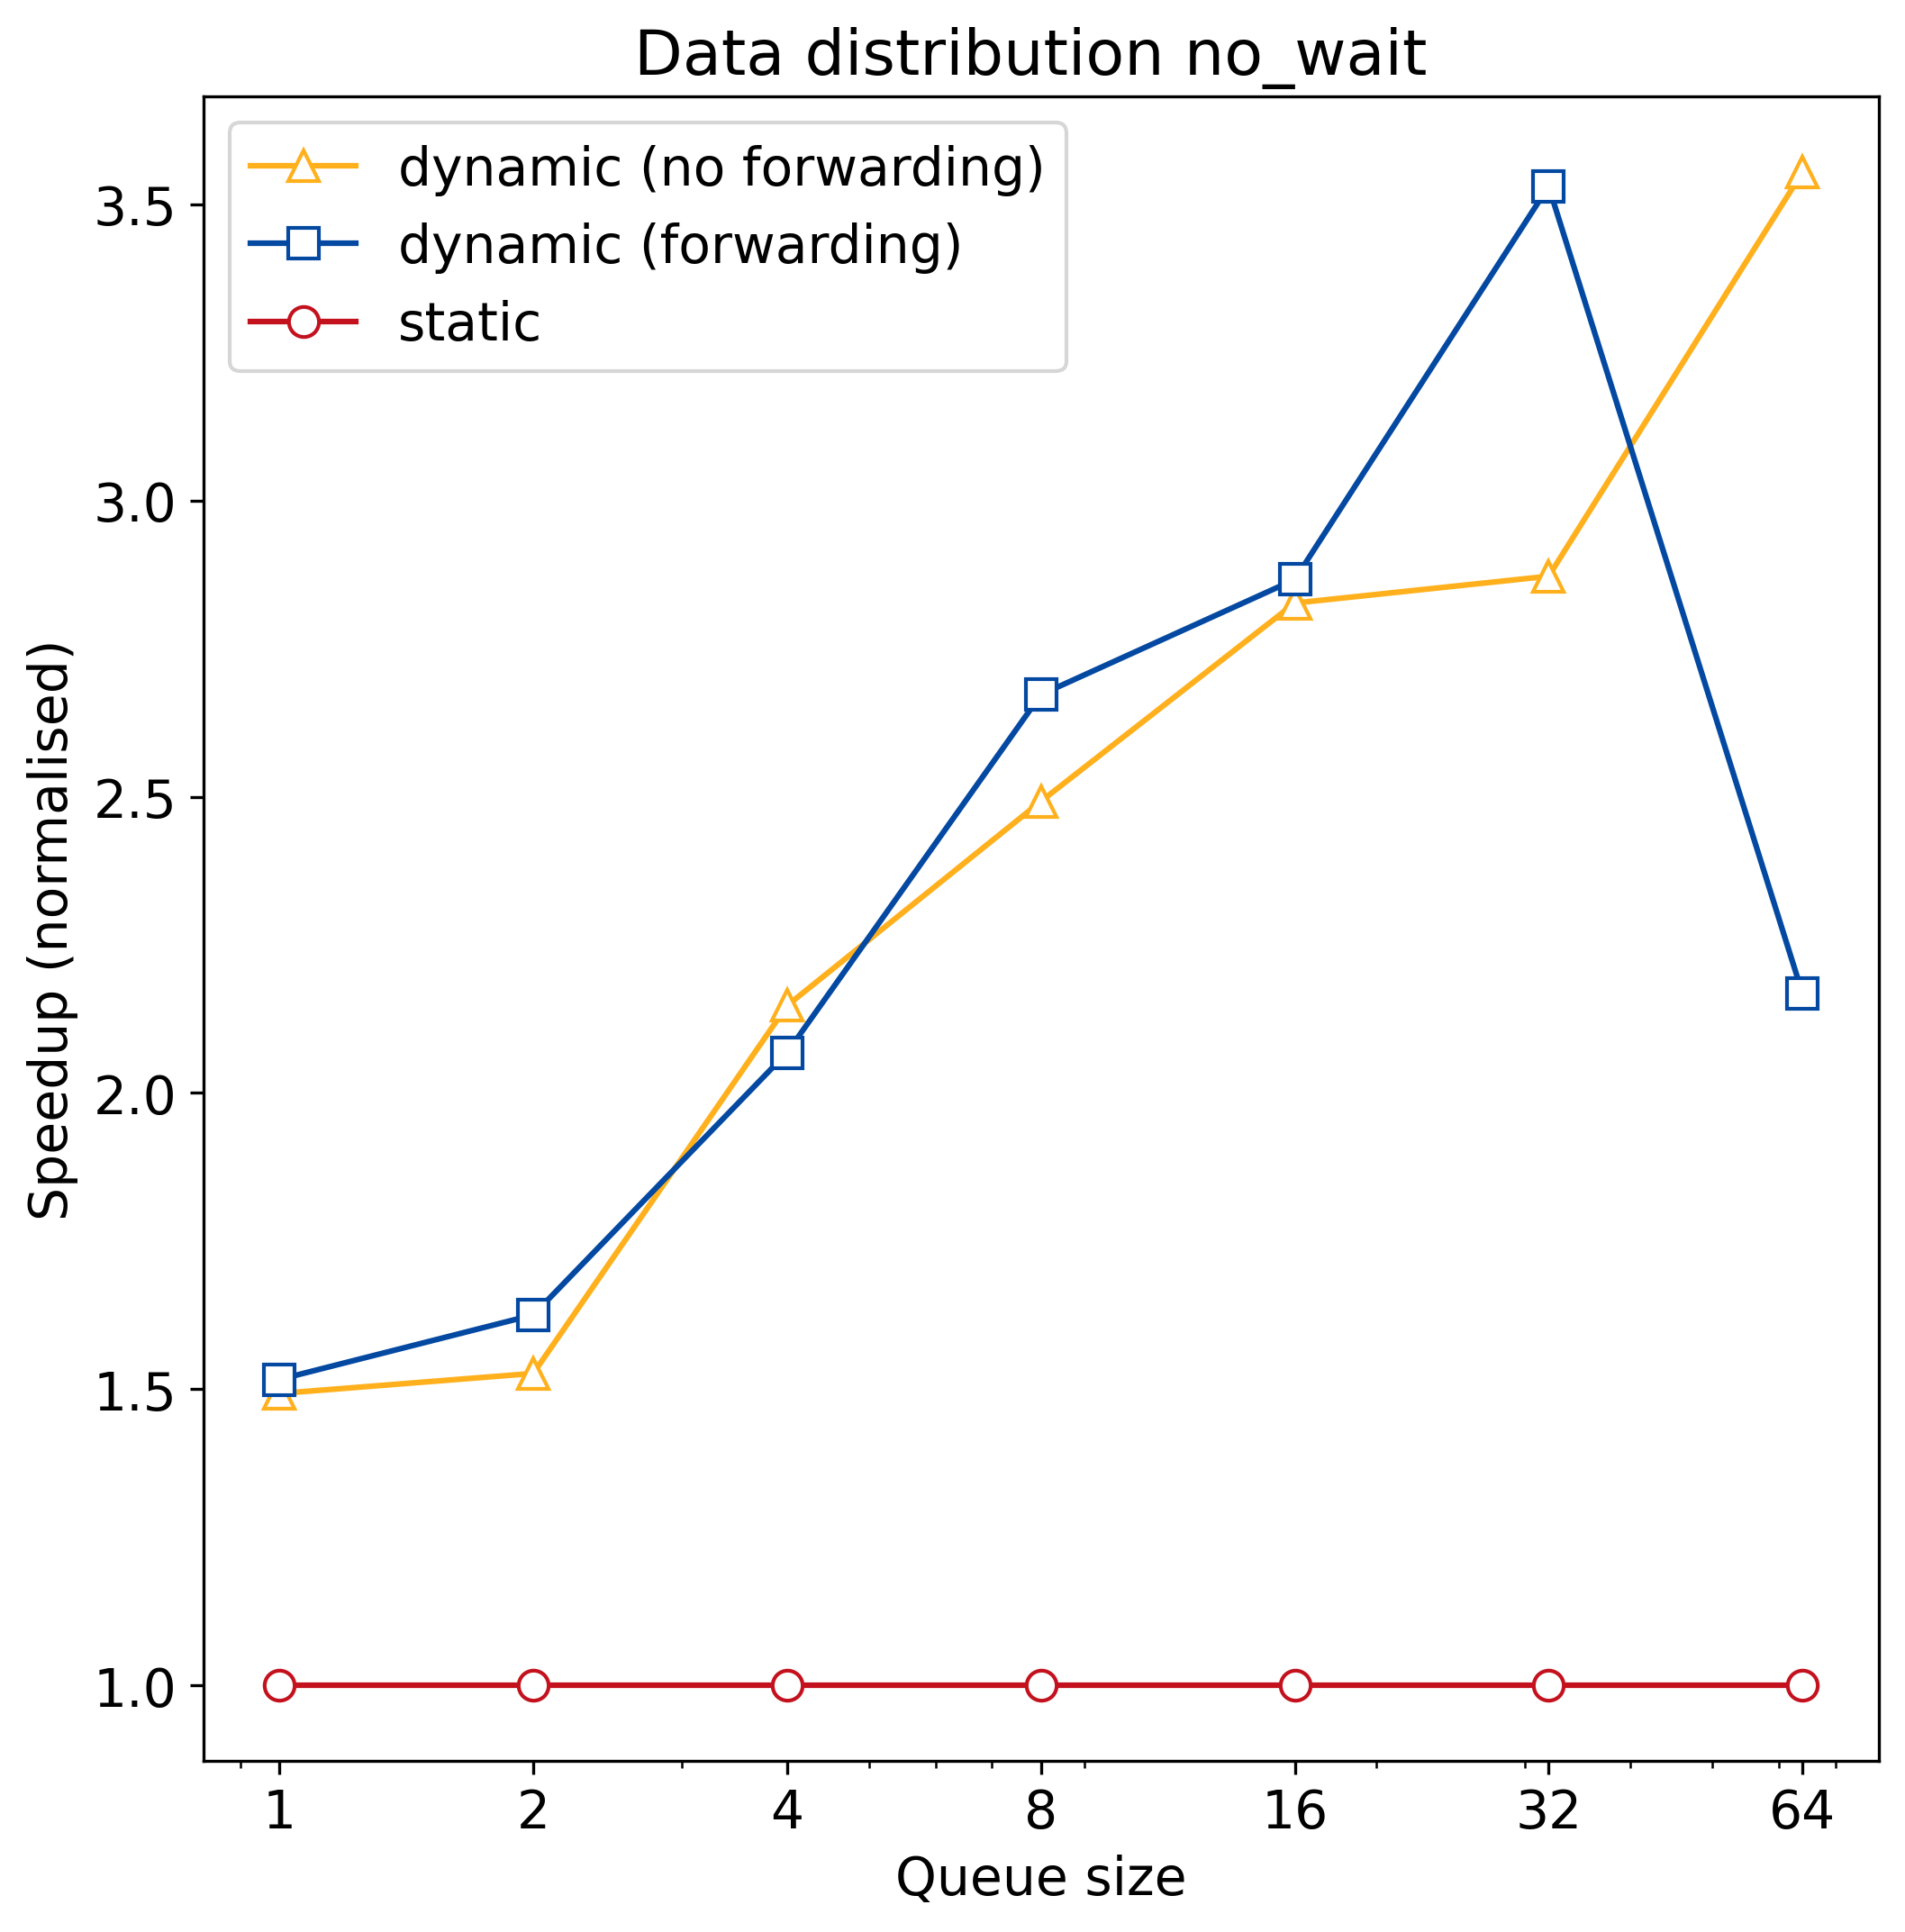 Data distribution no_wait
dynamic (no forwarding)
dynamic (forwarding)
static
3.5
3.0
2.5
2.0
1.5
1.0
Speedup (normalised)
1 2 4 8 16 32 64
Queue size